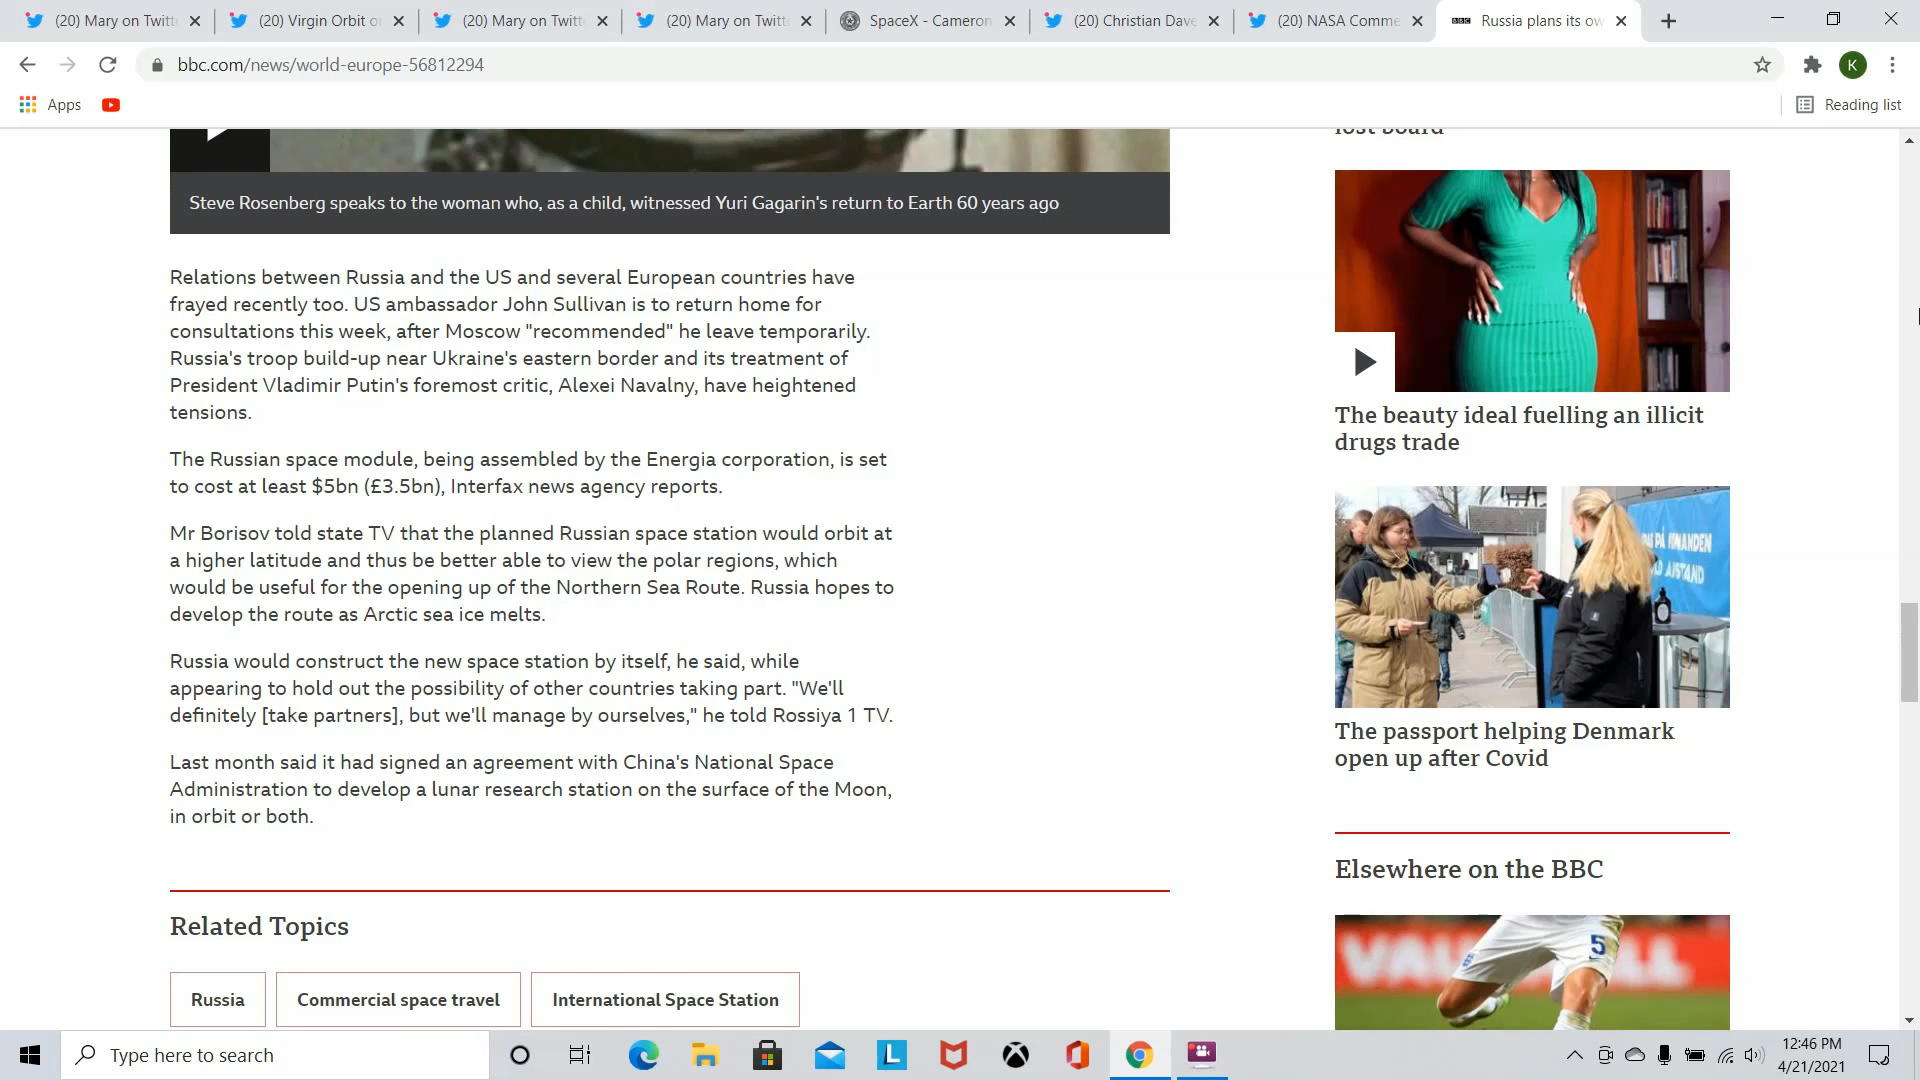 (20) Mary on Twitt
(20) Virgin Orbit o
(20) Mary on Twitt
(20) Mary on Twitt
SpaceX - Cameron
(20) Christian Dave
(20) NASA Comme
BBC Russia plans its ow
bbc.com/news/world-europe-56812294
K
Apps
Reading list
lost board
Steve Rosenberg speaks to the woman who, as a child, witnessed Yuri Gagarin's return to Earth 60 years ago
Relations between Russia and the US and several European countries have
frayed recently too. US ambassador John Sullivan is to return home for
consultations this week, after Moscow "recommended" he leave temporarily.
Russia's troop build-up near Ukraine's eastern border and its treatment of
President Vladimir Putin's foremost critic, Alexei Navalny, have heightened
tensions.
The Russian space module, being assembled by the Energia corporation, is set
to cost at least $5bn (£3.5bn), Interfax news agency reports.
Mr Borisov told state TV that the planned Russian space station would orbit at
a higher latitude and thus be better able to view the polar regions, which
would be useful for the opening up of the Northern Sea Route. Russia hopes to
develop the route as Arctic sea ice melts.
Russia would construct the new space station by itself, he said, while
appearing to hold out the possibility of other countries taking part. "We'll
definitely [take partners], but we'll manage by ourselves," he told Rossiya 1 TV.
Last month said it had signed an agreement with China's National Space
Administration to develop a lunar research station on the surface of the Moon,
in orbit or both.
Related Topics
Russia
Commercial space travel
International Space Station
The beauty ideal fuelling an illicit
drugs trade
The passport helping Denmark
open up after Covid
Elsewhere on the BBC
5
Type here to search
L
12:46 PM
4/21/2021